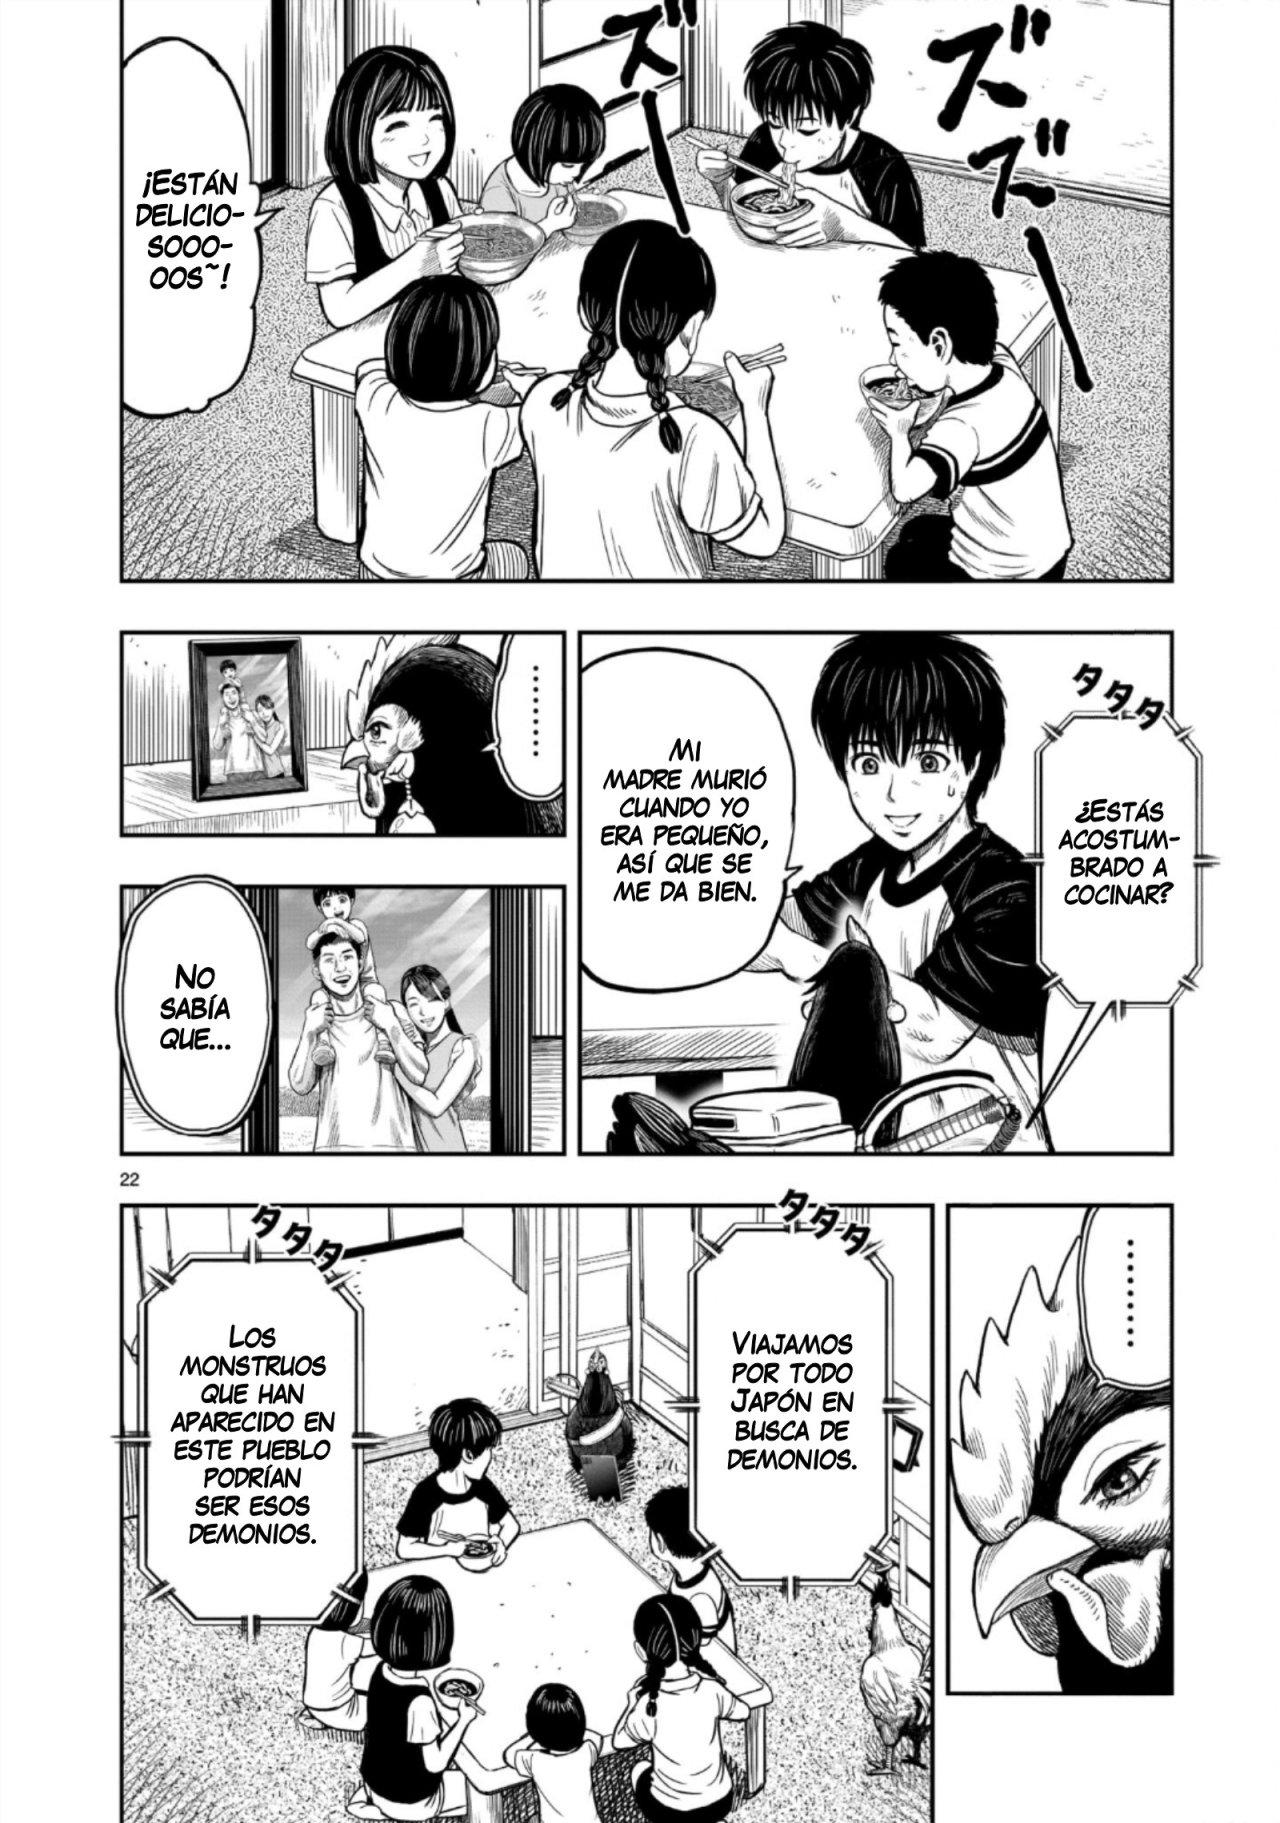 ズズ
ズズ
¡ESTÁN
DELICIO-
SOOO-
OOS~!
タタタ
¿ESTÁS
ACOSTUM-
BRADO A
COCINAR?
MI
MADRE MURIÓ
CUANDO YO
ERA PEQUEÑO,
ASÍ QUE SE
ME DA BIEN.
.........
NO
SABÍA
QUE...
22
.........
タタタ
VIAJAMOS
POR TODO
JAPÓN EN
BUSCA DE
DEMONIOS.
タタタ
LOS
MONSTRUOS
QUE HAN
APARECIDO EN
ESTE PUEBLO
PODRÍAN
SER ESOS
DEMONIOS.